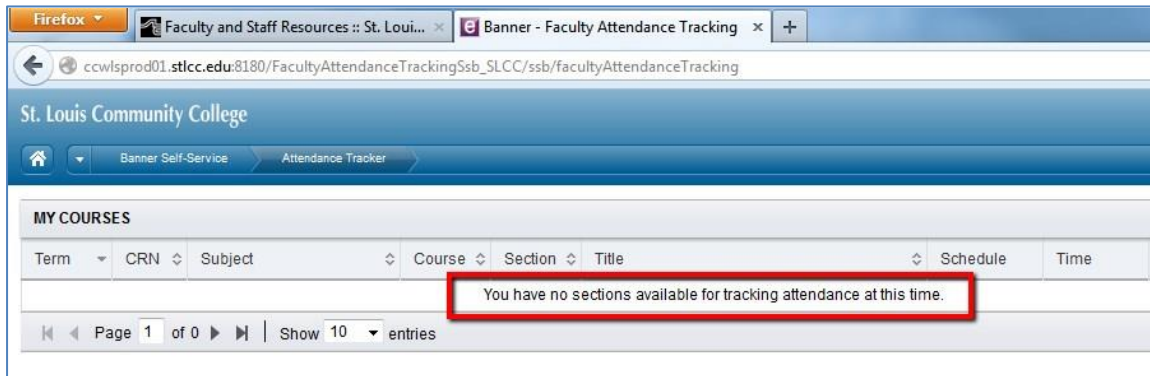 Firefox
Faculty and Staff Resources :: St. Loui...
Banner - Faculty Attendance Tracking
ccwlsprod01.stlcc.edu:8180/FacultyAttendanceTrackingSsb_SLCC/ssb/facultyAttendanceTracking
St. Louis Community College
Banner Self-Service Attendance Tracker
MY COURSES
Term CRN Subject Course Section Title Schedule Time
You have no sections available for tracking attendance at this time.
Page 1 of 0 Show 10 entries